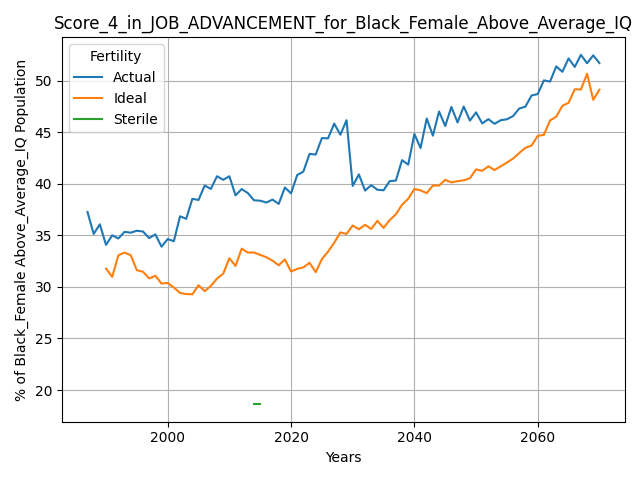 Score_4_in_JOB_ADVANCEMENT_for_Black_Female_Above_Average_IQ
Fertility
Actual
Ideal
Sterile
% of Black_Female Above_Average_IQ Population
50
45
40
35
30
25
20
2000
2020
2040
2060
Years